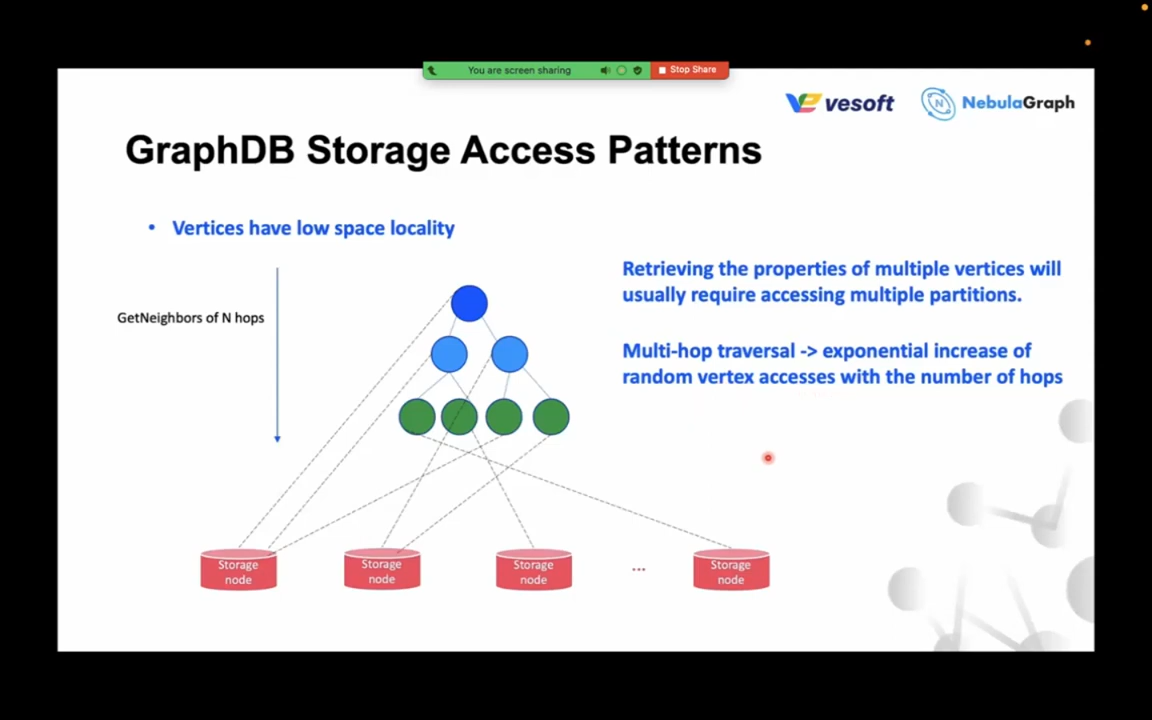 You are screen sharing
Stop Share
vesoft
NebulaGraph
N
GraphDB Storage Access Patterns
• Vertices have low space locality
GetNeighbors of N hops
Retrieving the properties of multiple vertices will
usually require accessing multiple partitions.
Multi-hop traversal -> exponential increase of
random vertex accesses with the number of hops
Storage
node
Storage
node
Storage
node
...
Storage
node